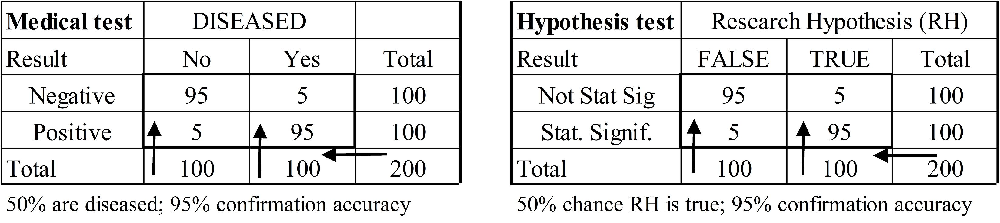 Medical test DISEASED
Result No Yes Total
Negative 95 5 100
Positive 5 95 100
Total 100 100 200
50% are diseased; 95% confirmation accuracy
Hypothesis test Research Hypothesis (RH)
Result FALSE TRUE Total
Not Stat Sig 95 5 100
Stat. Signif. 5 95 100
Total 100 100 200
50% chance RH is true; 95% confirmation accuracy